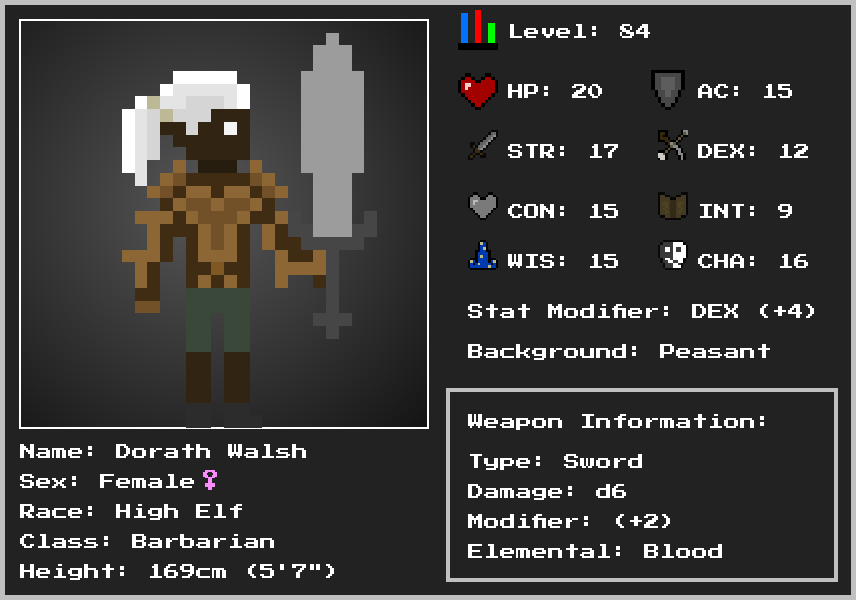 Level: 84
HP: 20 AC: 15
STR: 17 DEX: 12
CON: 15 INT: 9
WIS: 15 CHA: 16
Stat Modifier: DEX (+4)
Background: Peasant
Weapon Information:
Type: Sword
Damage: d6
Modifier: (+2)
Elemental: Blood
Name: Dorath Walsh
Sex: Female♀
Race: High Elf
Class: Barbarian
Height: 169cm (5'7")